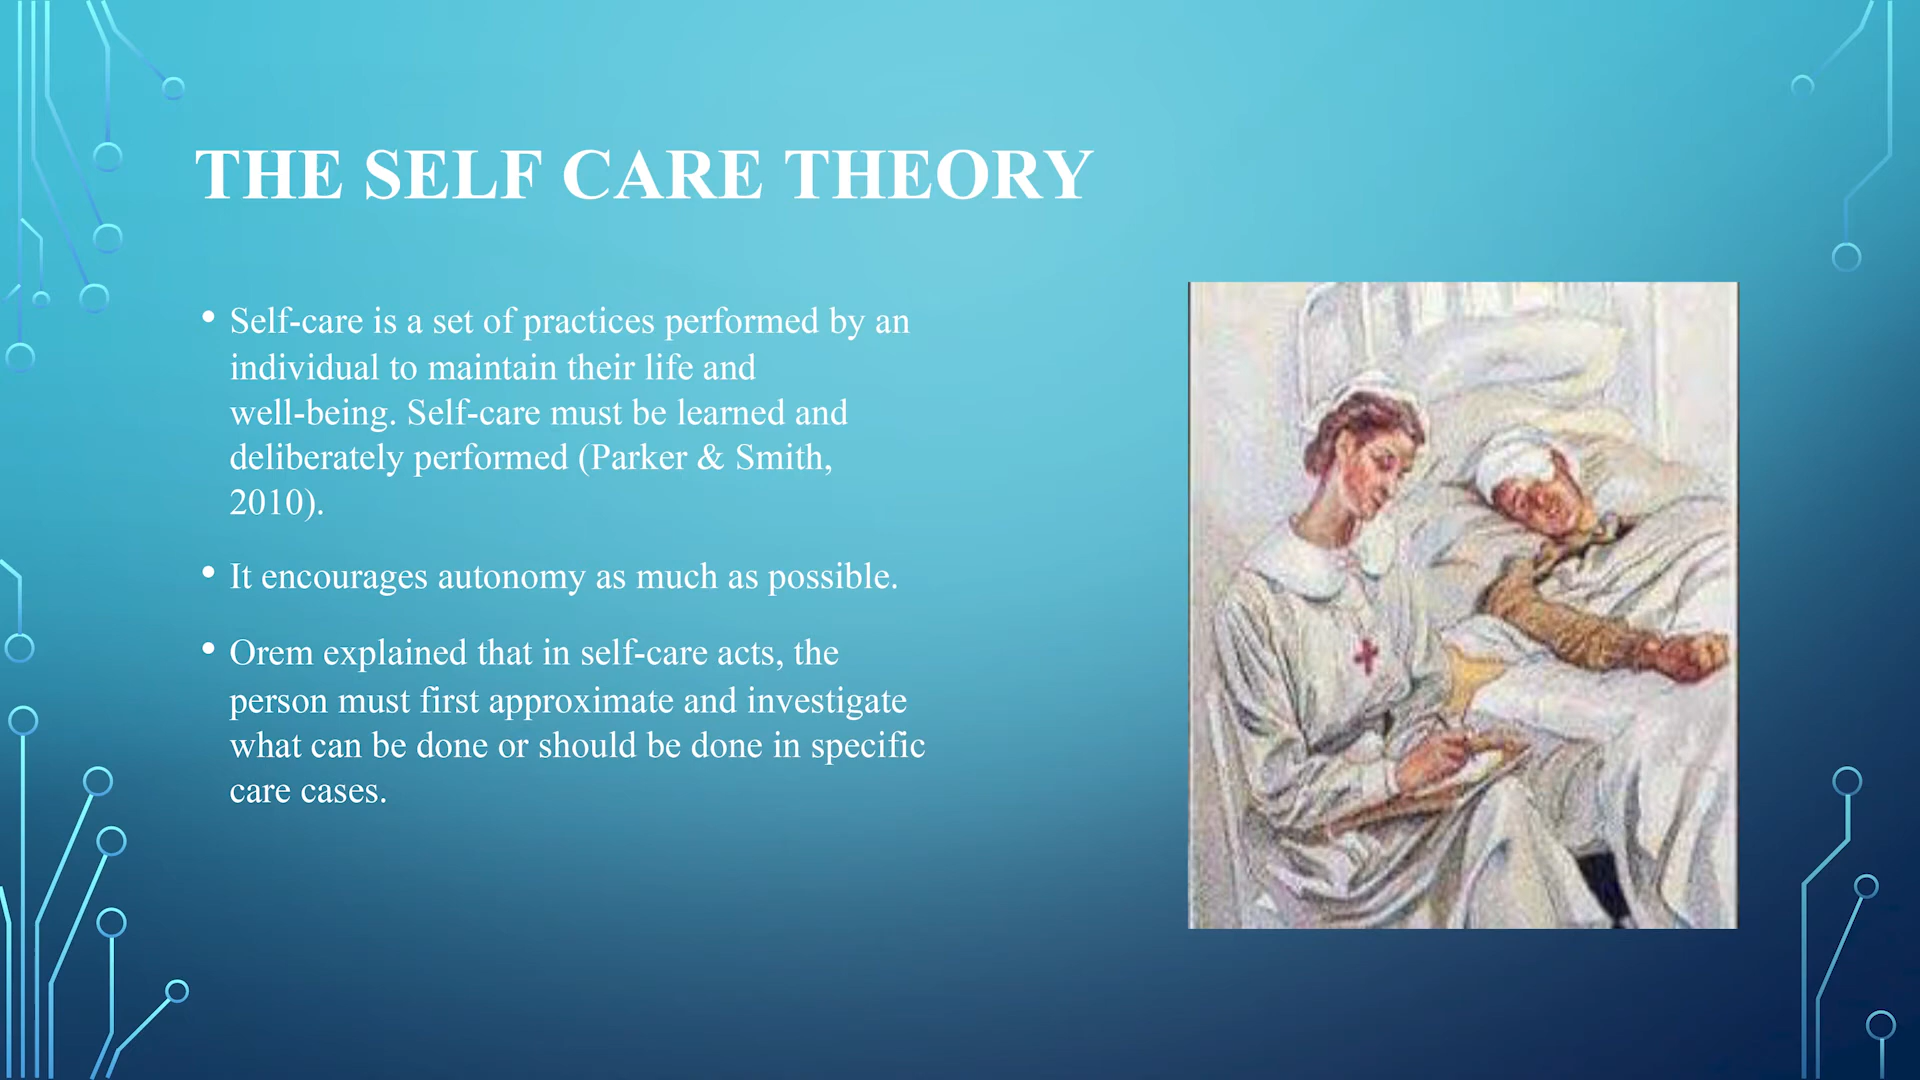 THE SELF CARE THEORY
• Self-care is a set of practices performed by an
individual to maintain their life and
well-being. Self-care must be learned and
deliberately performed (Parker & Smith,
2010).
• It encourages autonomy as much as possible.
• Orem explained that in self-care acts, the
person must first approximate and investigate
what can be done or should be done in specific
care cases.